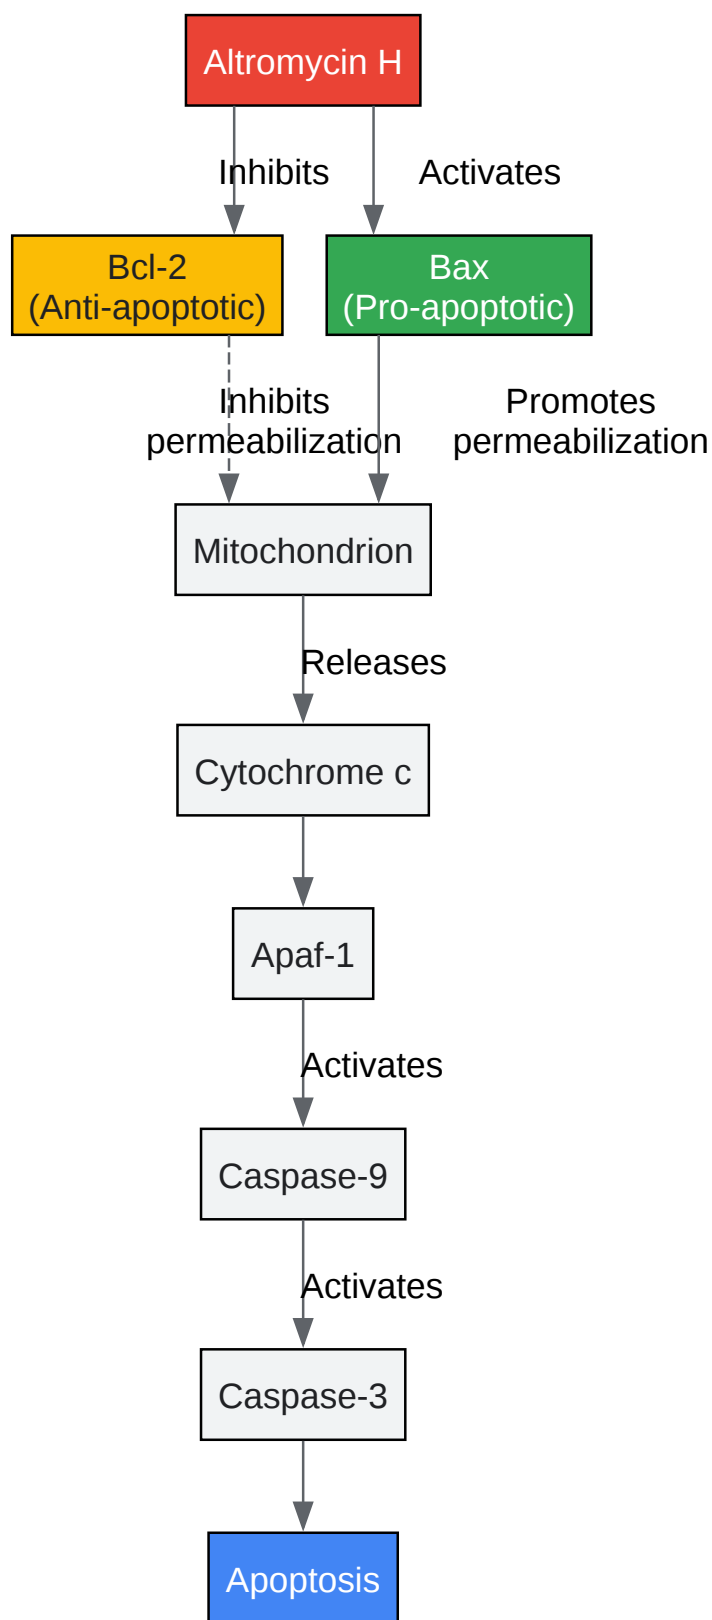 Altromycin H
Inhibits
Activates
Bcl-2
(Anti-apoptotic)
Bax
(Pro-apoptotic)
Inhibits
permeabilization
Promotes
permeabilization
Mitochondrion
Releases
Cytochrome c
Apaf-1
Activates
Caspase-9
Activates
Caspase-3
Apoptosis